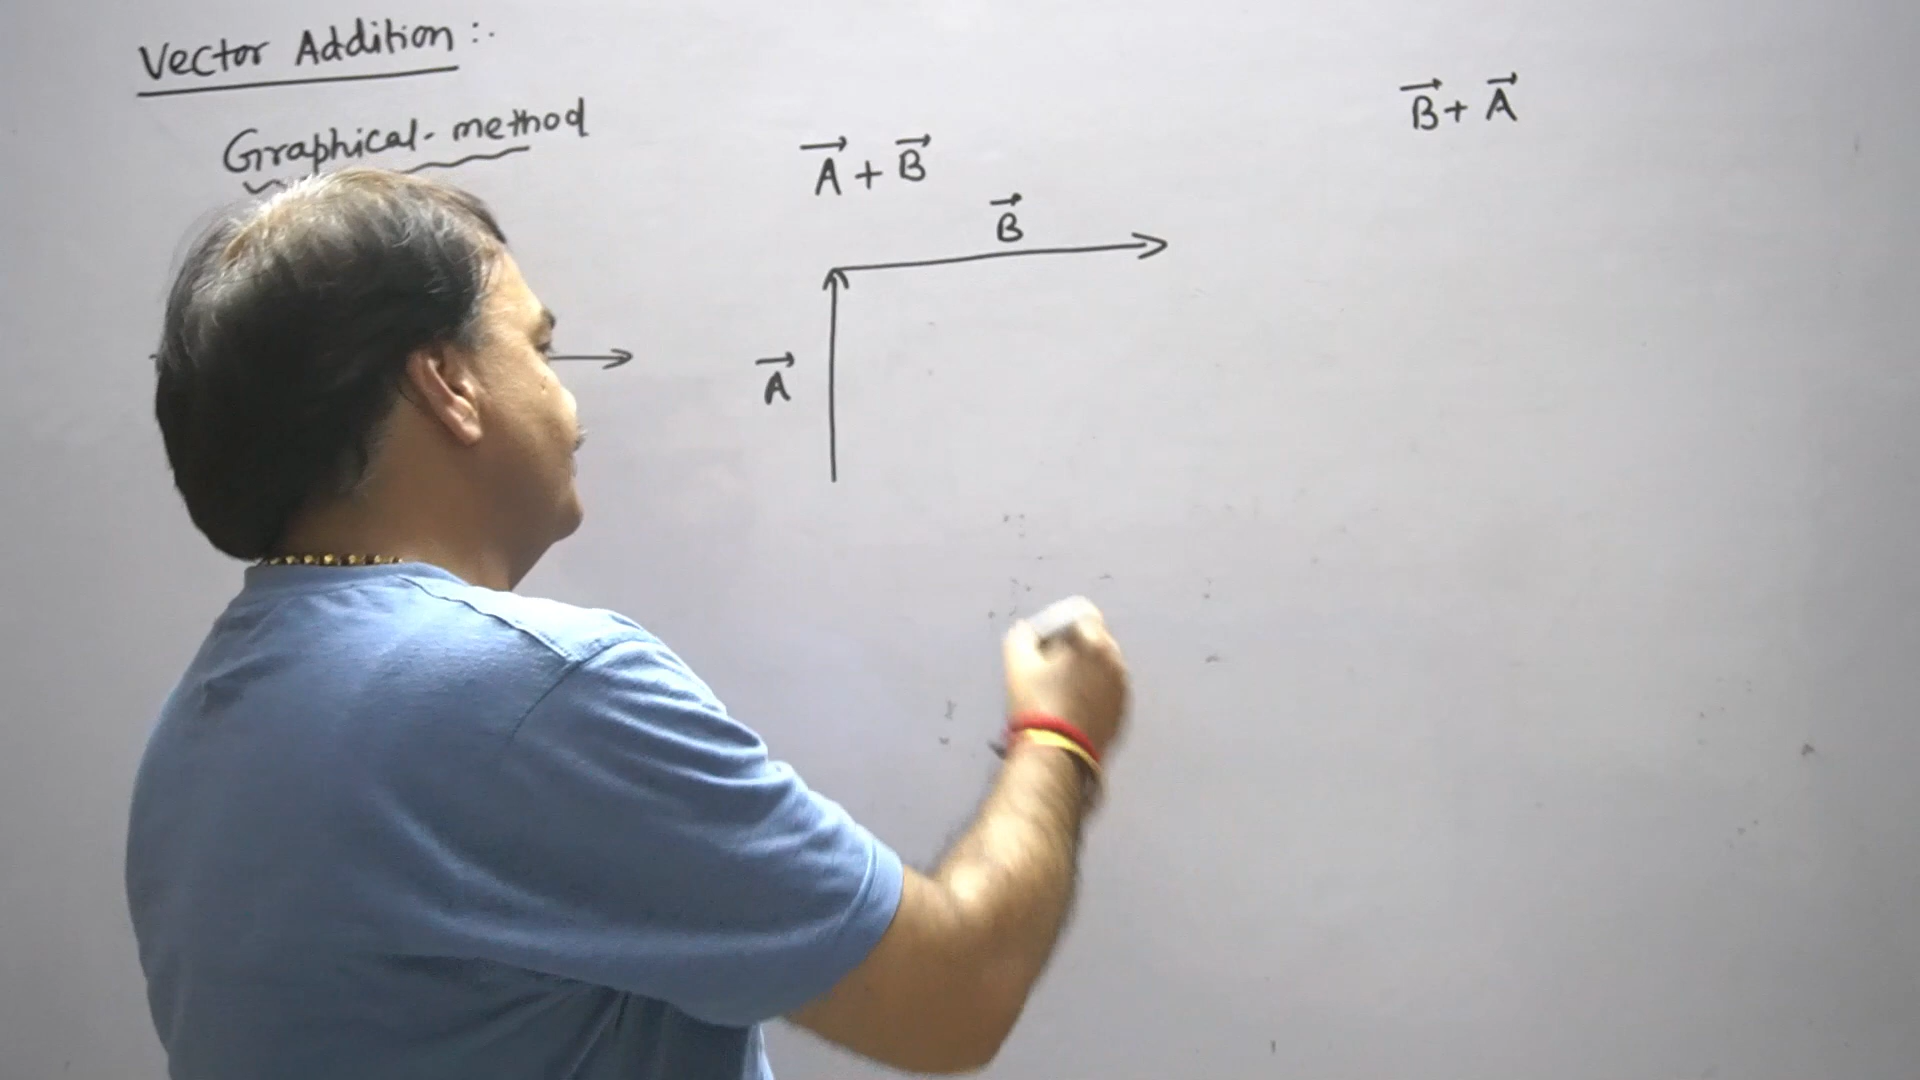 Vector Addition :.
Graphical-method
A⃗ + B⃗
B⃗
A⃗
B⃗ + A⃗